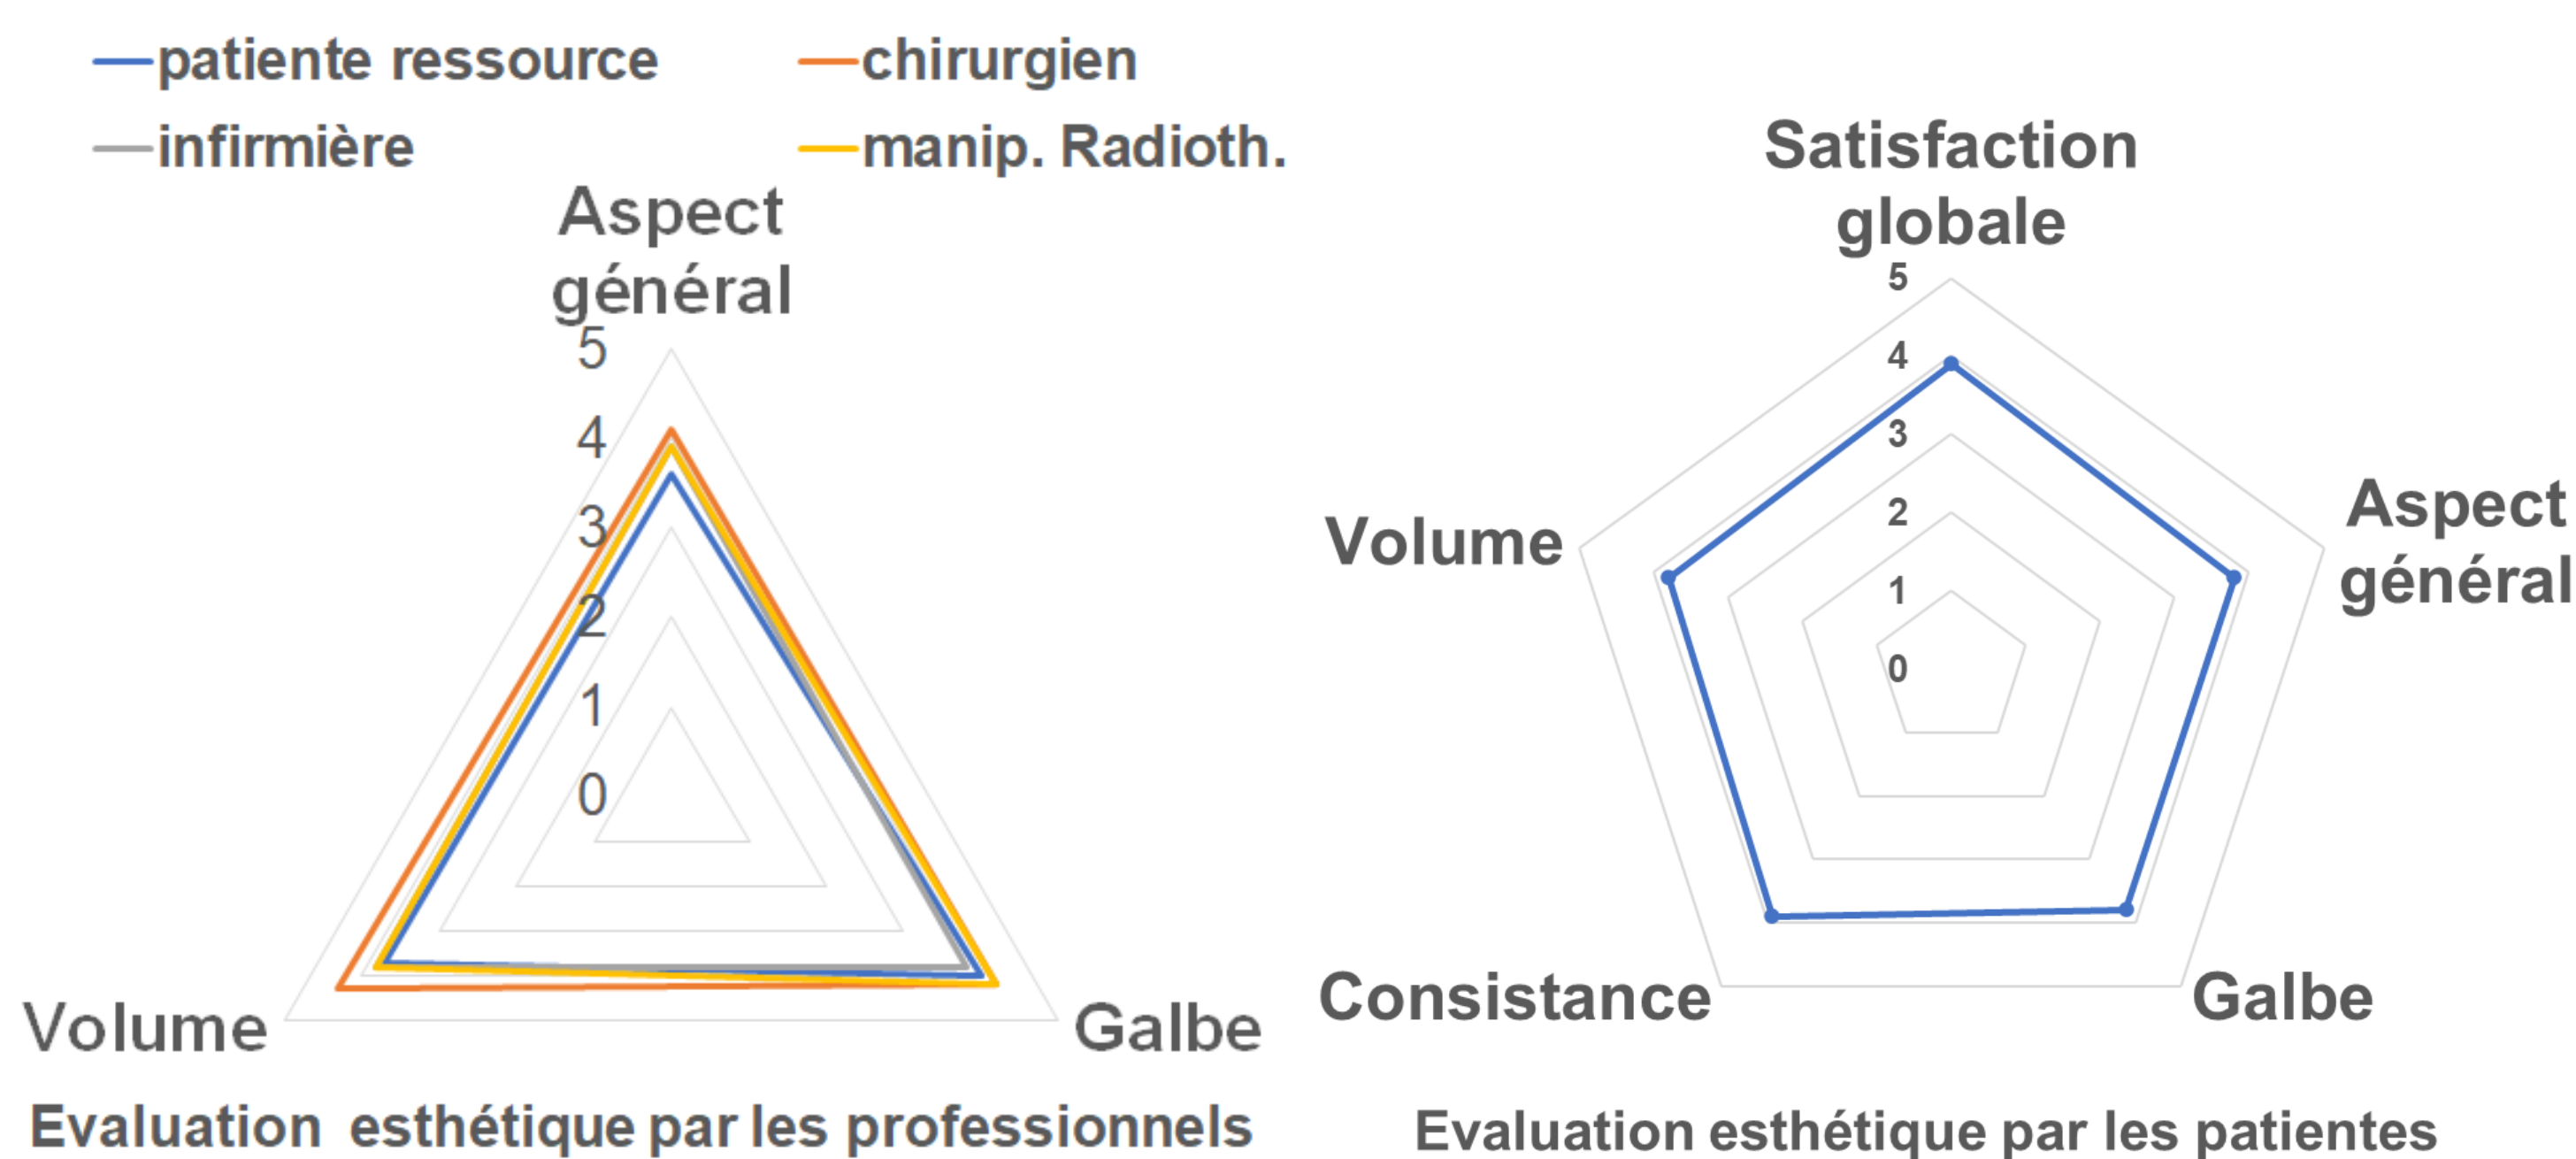 patiente ressource
chirurgien
infirmière
manip. Radioth.
Aspect
général
5
4
3
2
1
0
Volume
Galbe
Evaluation esthétique par les professionnels
Satisfaction
globale
5
4
3
2
1
0
Volume
Aspect
général
Consistance
Galbe
Evaluation esthétique par les patientes